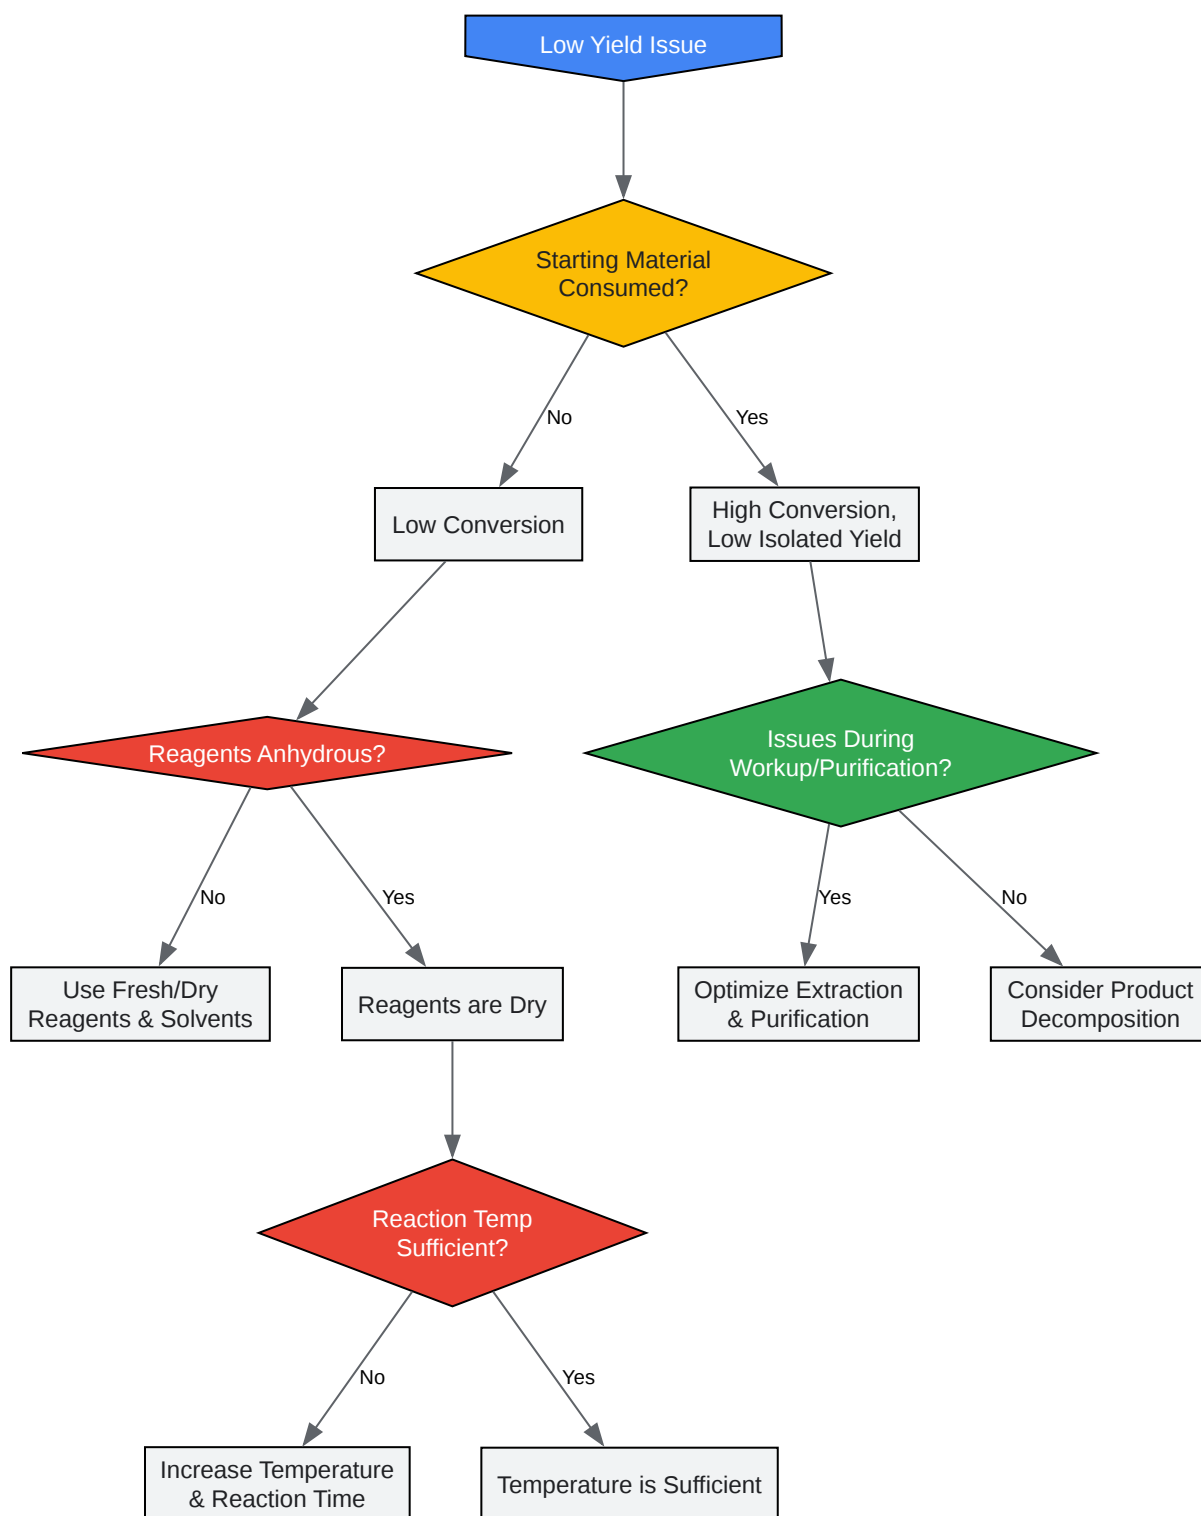 Low Yield Issue
Starting Material
Consumed?
No
Yes
Low Conversion
High Conversion,
Low Isolated Yield
Reagents Anhydrous?
Issues During
Workup/Purification?
No
Yes
Yes
No
Use Fresh/Dry
Reagents & Solvents
Reagents are Dry
Optimize Extraction
& Purification
Consider Product
Decomposition
Reaction Temp
Sufficient?
No
Yes
Increase Temperature
& Reaction Time
Temperature is Sufficient